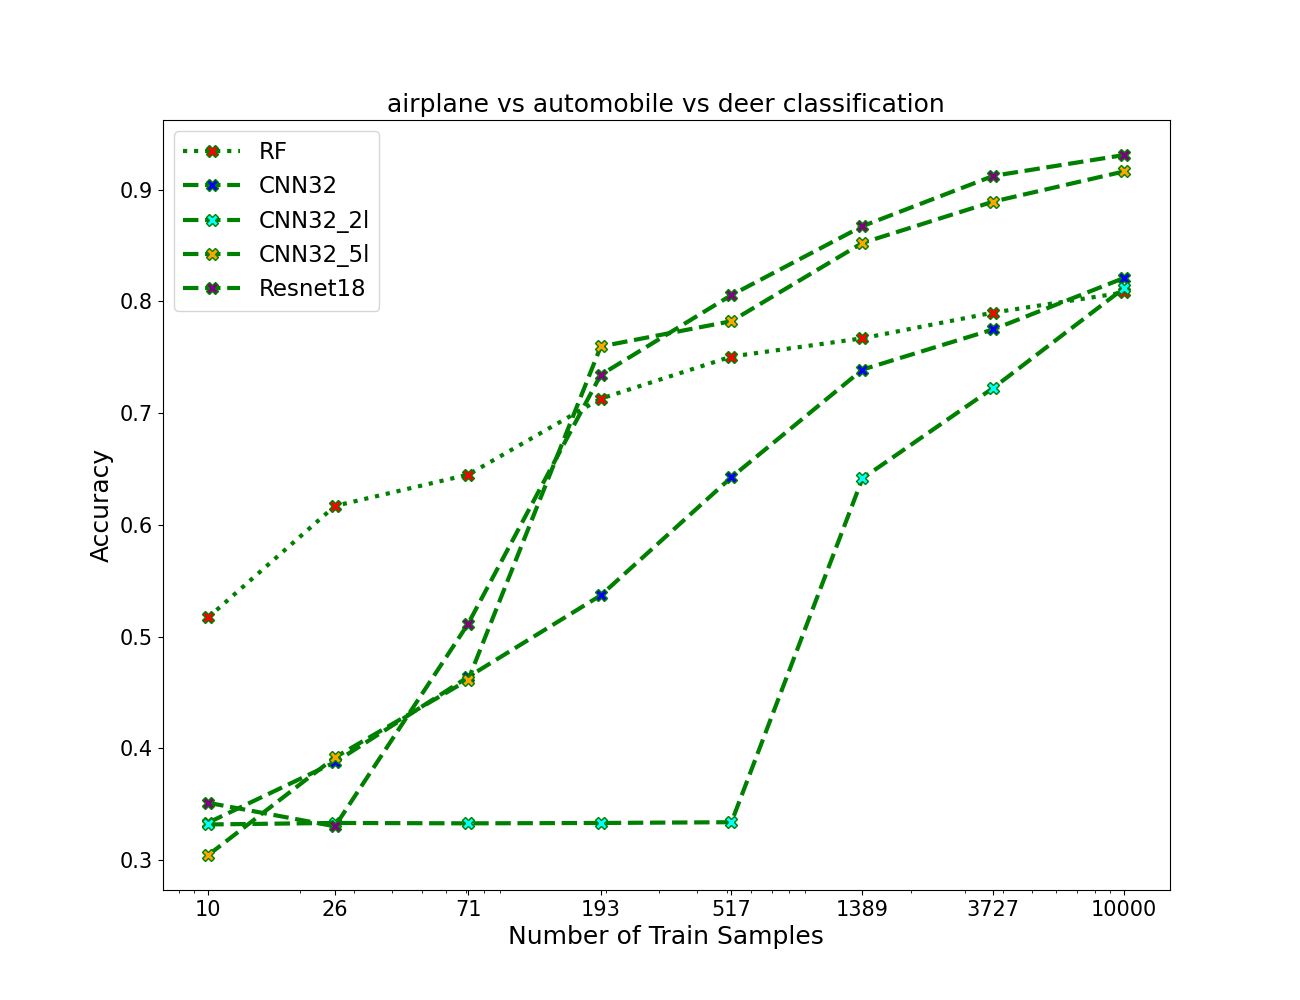 airplane vs automobile vs deer classification
RF
CNN32
CNN32_2l
CNN32_5l
Resnet18
Accuracy
0.9
0.8
0.7
0.6
0.5
0.4
0.3
10 26 71 193 517 1389 3727 10000
Number of Train Samples